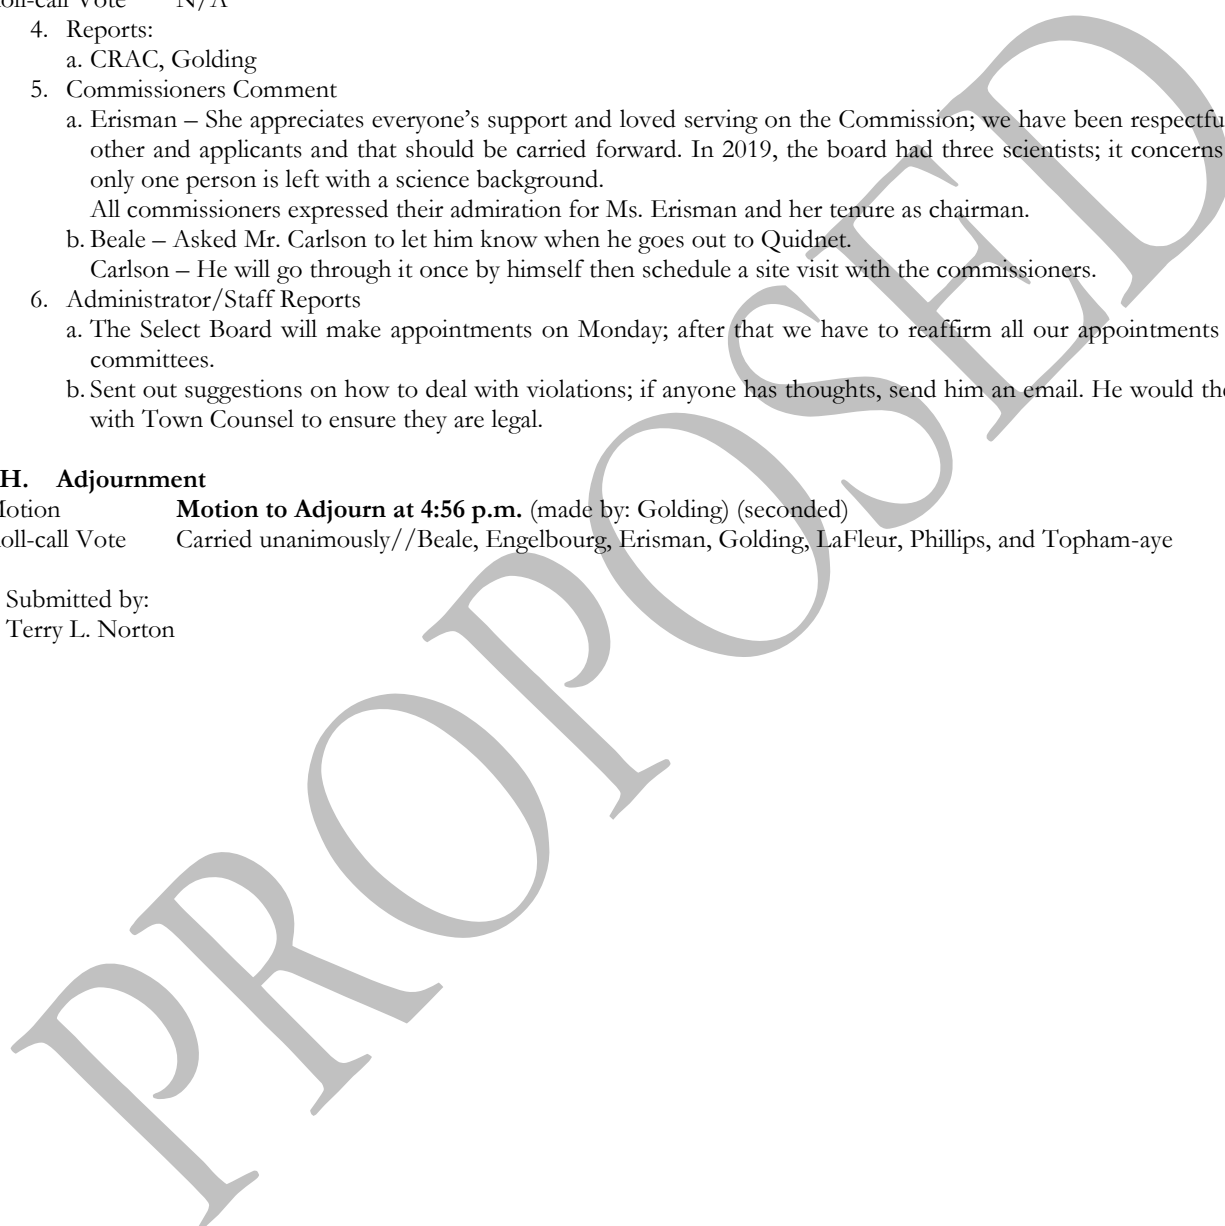 oll-call Vote N/A
4. Reports:
a. CRAC, Golding
5. Commissioners Comment
a. Erisman – She appreciates everyone’s support and loved serving on the Commission; we have been respectfu
other and applicants and that should be carried forward. In 2019, the board had three scientists; it concerns
only one person is left with a science background.
All commissioners expressed their admiration for Ms. Erisman and her tenure as chairman.
b. Beale – Asked Mr. Carlson to let him know when he goes out to Quidnet.
Carlson – He will go through it once by himself then schedule a site visit with the commissioners.
6. Administrator/Staff Reports
a. The Select Board will make appointments on Monday; after that we have to reaffirm all our appointments
committees.
b. Sent out suggestions on how to deal with violations; if anyone has thoughts, send him an email. He would the
with Town Counsel to ensure they are legal.
H. Adjournment
Motion Motion to Adjourn at 4:56 p.m. (made by: Golding) (seconded)
oll-call Vote Carried unanimously//Beale, Engelbourg, Erisman, Golding, LaFleur, Phillips, and Topham-aye
Submitted by:
Terry L. Norton
PROPOSED